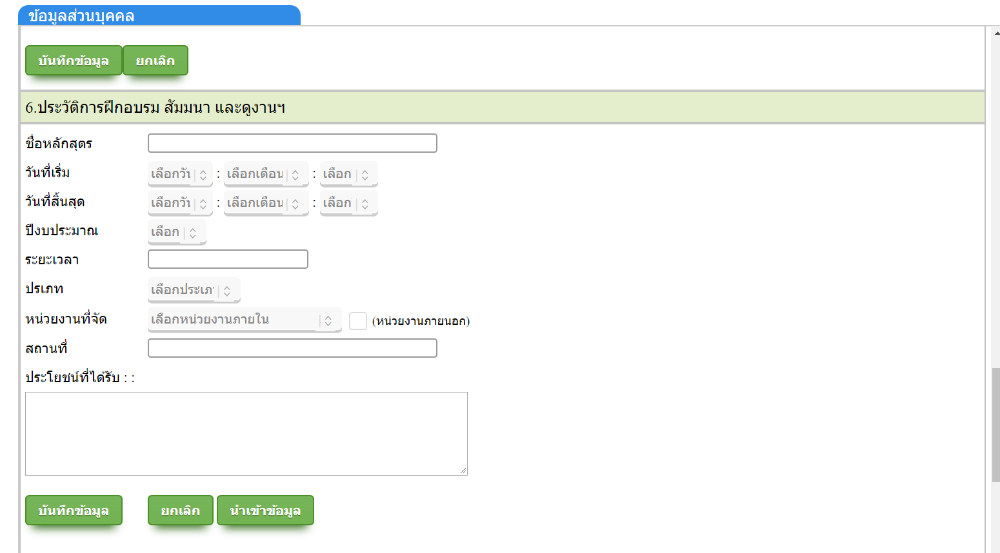 ข้อมูลส่วนบุคคล
บันทึกข้อมูล ยกเลิก
6.ประวัติการฝึกอบรม สัมมนา และดูงานฯ
ชื่อหลักสุตร
วันที่เริ่ม เลือกวัน : เลือกเดือน : เลือก
วันที่สิ้นสุด เลือกวัน : เลือกเดือน : เลือก
ปีงบประมาณ เลือก
ระยะเวลา
ปรเภท เลือกประเภ
หน่วยงานที่จัด เลือกหน่วยงานภายใน (หน่วยงานภายนอก)
สถานที่
ประโยชน์ที่ได้รับ : :
บันทึกข้อมูล ยกเลิก นำเข้าข้อมูล